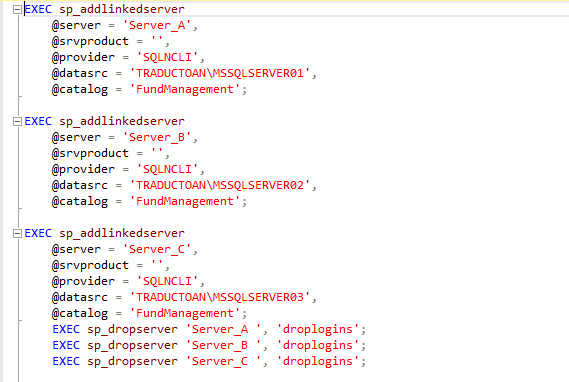 EXEC sp_addlinkedserver
@server = 'Server_A',
@srvproduct = '',
@provider = 'SQLNCLI',
@datasrc = 'TRADUCTOAN\MSSQLSERVER01',
@catalog = 'FundManagement';
EXEC sp_addlinkedserver
@server = 'Server_B',
@srvproduct = '',
@provider = 'SQLNCLI',
@datasrc = 'TRADUCTOAN\MSSQLSERVER02',
@catalog = 'FundManagement';
EXEC sp_addlinkedserver
@server = 'Server_C',
@srvproduct = '',
@provider = 'SQLNCLI',
@datasrc = 'TRADUCTOAN\MSSQLSERVER03',
@catalog = 'FundManagement';
EXEC sp_dropserver 'Server_A ', 'droplogins';
EXEC sp_dropserver 'Server_B ', 'droplogins';
EXEC sp_dropserver 'Server_C ', 'droplogins';